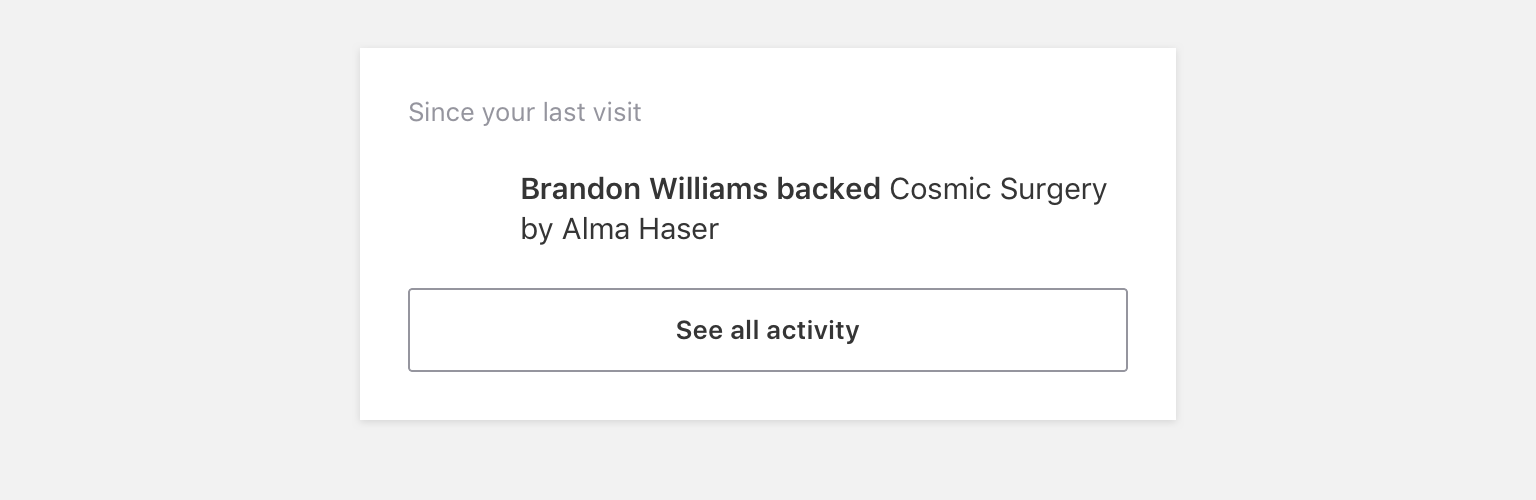 Since your last visit
Brandon Williams backed Cosmic Surgery
by Alma Haser
See all activity